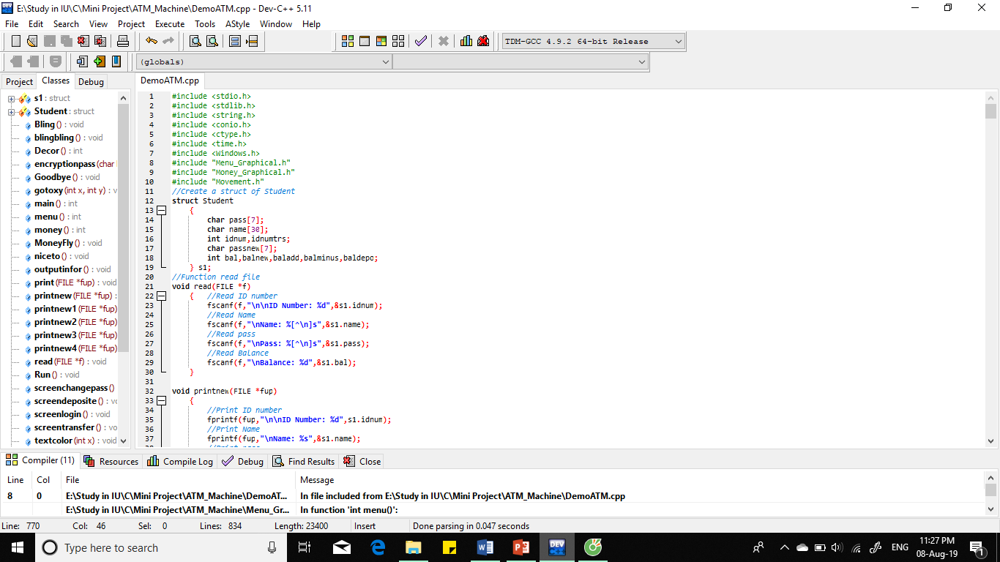 E:\Study in IU\C\Mini Project\ATM_Machine\DemoATM.cpp - Dev-C++ 5.11
File Edit Search View Project Execute Tools AStyle Window Help
TDM-GCC 4.9.2 64-bit Release
(globals)
Project Classes Debug
DemoATM.cpp
s1 : struct
Student : struct
Bling () : void
blingbling () : void
Decor () : int
encryptionpass (char
Goodbye () : void
gotoxy (int x, int y) : v
main () : int
menu () : int
money () : int
MoneyFly () : void
niceto () : void
outputinfor () : void
print (FILE *fup) : void
printnew (FILE *fup) :
printnew1 (FILE *fup)
printnew2 (FILE *fup)
printnew3 (FILE *fup)
printnew4 (FILE *fup)
read (FILE *f) : void
Run () : void
screenchangepass ()
screendeposite () : vo
screenlogin () : void
screentransfer () : vo
textcolor (int x) : void
1 #include <stdio.h>
2 #include <stdlib.h>
3 #include <string.h>
4 #include <conio.h>
5 #include <ctype.h>
6 #include <time.h>
7 #include <Windows.h>
8 #include "Menu_Graphical.h"
9 #include "Money_Graphical.h"
10 #include "Movement.h"
11 //Create a struct of Student
12 struct Student
13 {
14 char pass[7];
15 char name[30];
16 int idnum,idnumtrs;
17 char passnew[7];
18 int bal,balnew,baladd,balminus,baldepo;
19 } s1;
20 //Function read file
21 void read(FILE *f)
22 { //Read ID number
23 fscanf(f,"\n\nID Number: %d",&s1.idnum);
24 //Read Name
25 fscanf(f,"\nName: %[^\n]s",&s1.name);
26 //Read pass
27 fscanf(f,"\nPass: %[^\n]s",&s1.pass);
28 //Read Balance
29 fscanf(f,"\nBalance: %d",&s1.bal);
30 }
31
32 void printnew(FILE *fup)
33 {
34 //Print ID number
35 fprintf(fup,"\n\nID Number: %d",s1.idnum);
36 //Print Name
37 fprintf(fup,"\nName: %s",&s1.name);
38 //Print pass
Compiler (11) Resources Compile Log Debug Find Results Close
Line Col File Message
8 0 E:\Study in IU\C\Mini Project\ATM_Machine\DemoAT... In file included from E:\Study in IU\C\Mini Project\ATM_Machine\DemoATM.cpp
E:\Study in IU\C\Mini Project\ATM_Machine\Menu_Gr... In function 'int menu()':
Line: 770 Col: 46 Sel: 0 Lines: 834 Length: 23400 Insert Done parsing in 0.047 seconds
Type here to search
ENG
11:27 PM
08-Aug-19
1